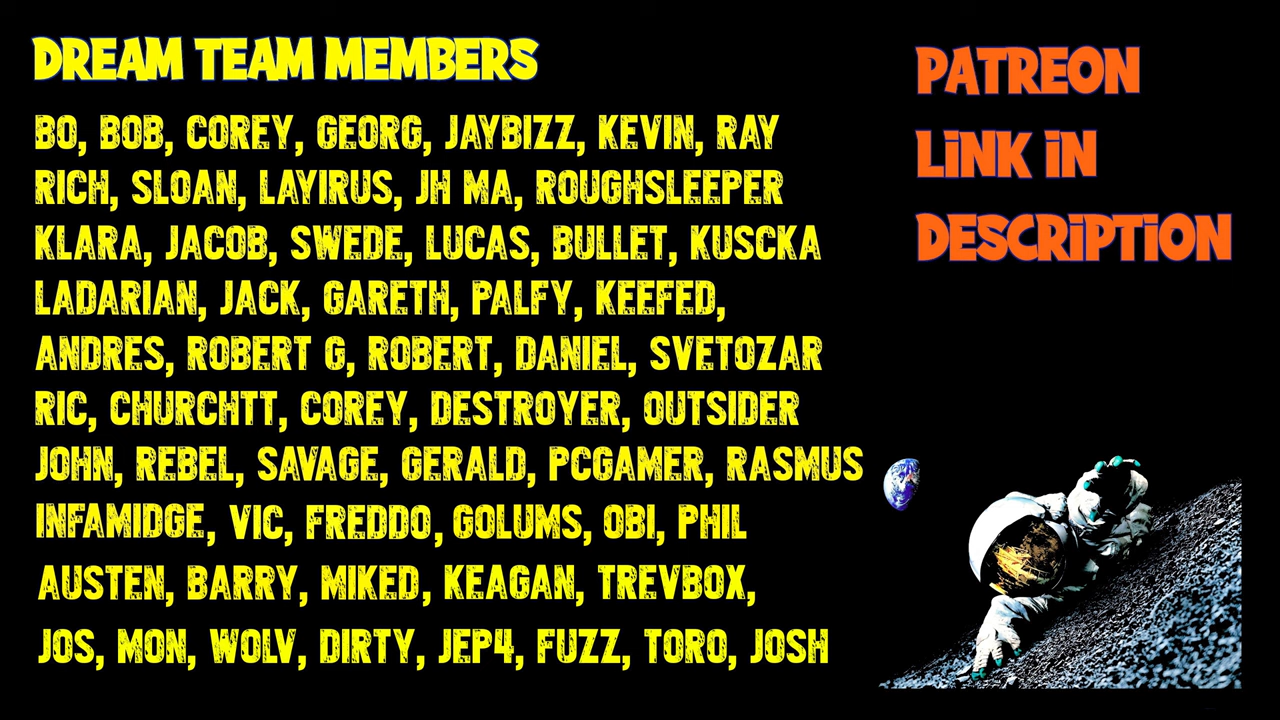 DREAM TEAM MEMBERS
BO, BOB, COREY, GEORG, JAYBIZZ, KEVIN, RAY
RICH, SLOAN, LAYIRUS, JH MA, ROUGHSLEEPER
KLARA, JACOB, SWEDE, LUCAS, BULLET, KUSCKA
LADARIAN, JACK, GARETH, PALFY, KEEFED,
ANDRES, ROBERT G, ROBERT, DANIEL, SVETOZAR
RIC, CHURCHTT, COREY, DESTROYER, OUTSIDER
JOHN, REBEL, SAVAGE, GERALD, PCGAMER, RASMUS
INFAMIDGE, VIC, FREDDO, GOLUMS, OBI, PHIL
AUSTEN, BARRY, MIKED, KEAGAN, TREVBOX,
JOS, MON, WOLV, DIRTY, JEP4, FUZZ, TORO, JOSH
PATREON
LiNK iN
DESCRiPTiON